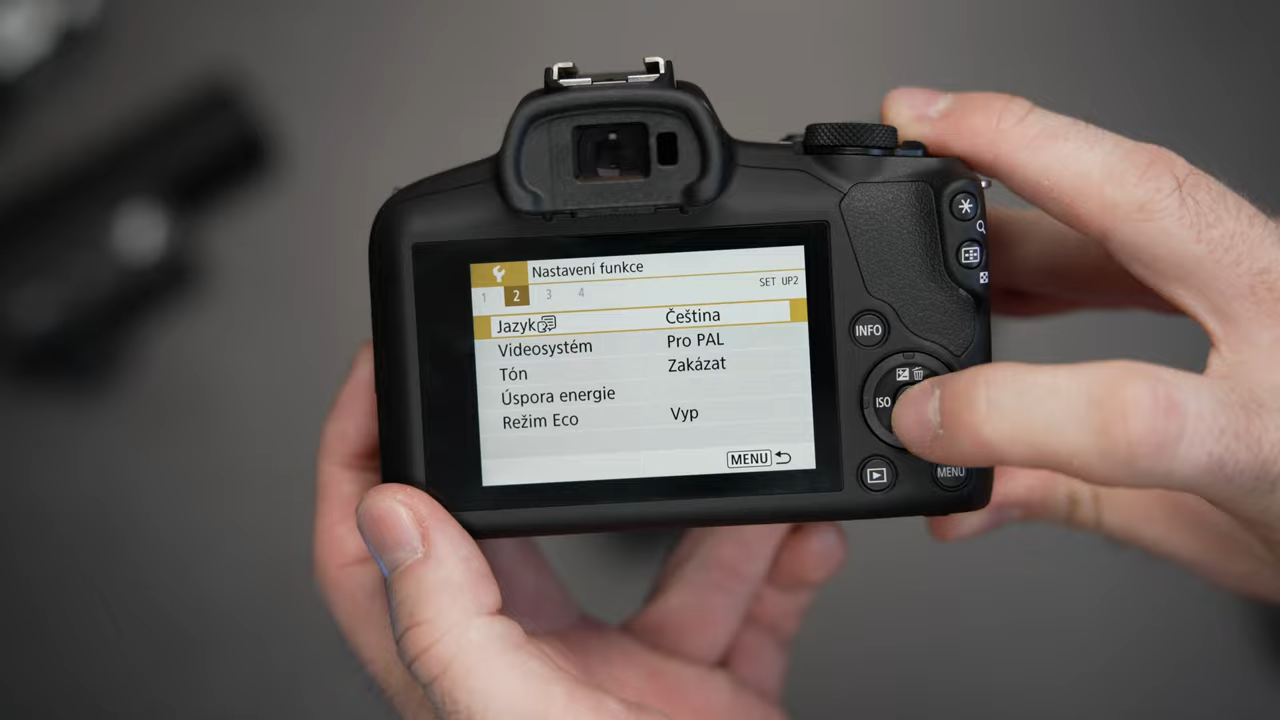 Nastavení funkce
1 2 3 4
SET UP2
Jazyk Čeština
Videosystém Pro PAL
Tón Zakázat
Úspora energie
Režim Eco Vyp
MENU
INFO
ISO
MENU